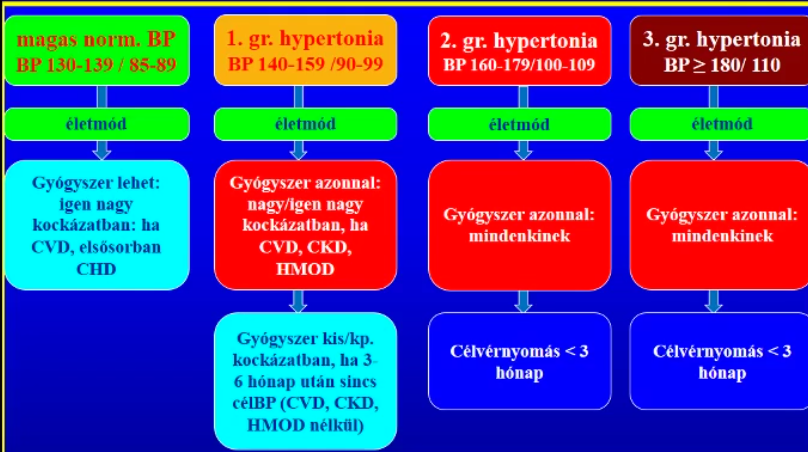 magas norm. BP
BP 130-139 / 85-89
életmód
Gyógyszer lehet:
igen nagy
kockázatban: ha
CVD, elsősorban
CHD
1. gr. hypertonia
BP 140-159 /90-99
életmód
Gyógyszer azonnal:
nagy/igen nagy
kockázatban, ha
CVD, CKD,
HMOD
Gyógyszer kis/kp.
kockázatban, ha 3-
6 hónap után sincs
célBP (CVD, CKD,
HMOD nélkül)
2. gr. hypertonia
BP 160-179/100-109
életmód
Gyógyszer azonnal:
mindenkinek
Célvérnyomás < 3
hónap
3. gr. hypertonia
BP ≥ 180/ 110
életmód
Gyógyszer azonnal:
mindenkinek
Célvérnyomás < 3
hónap